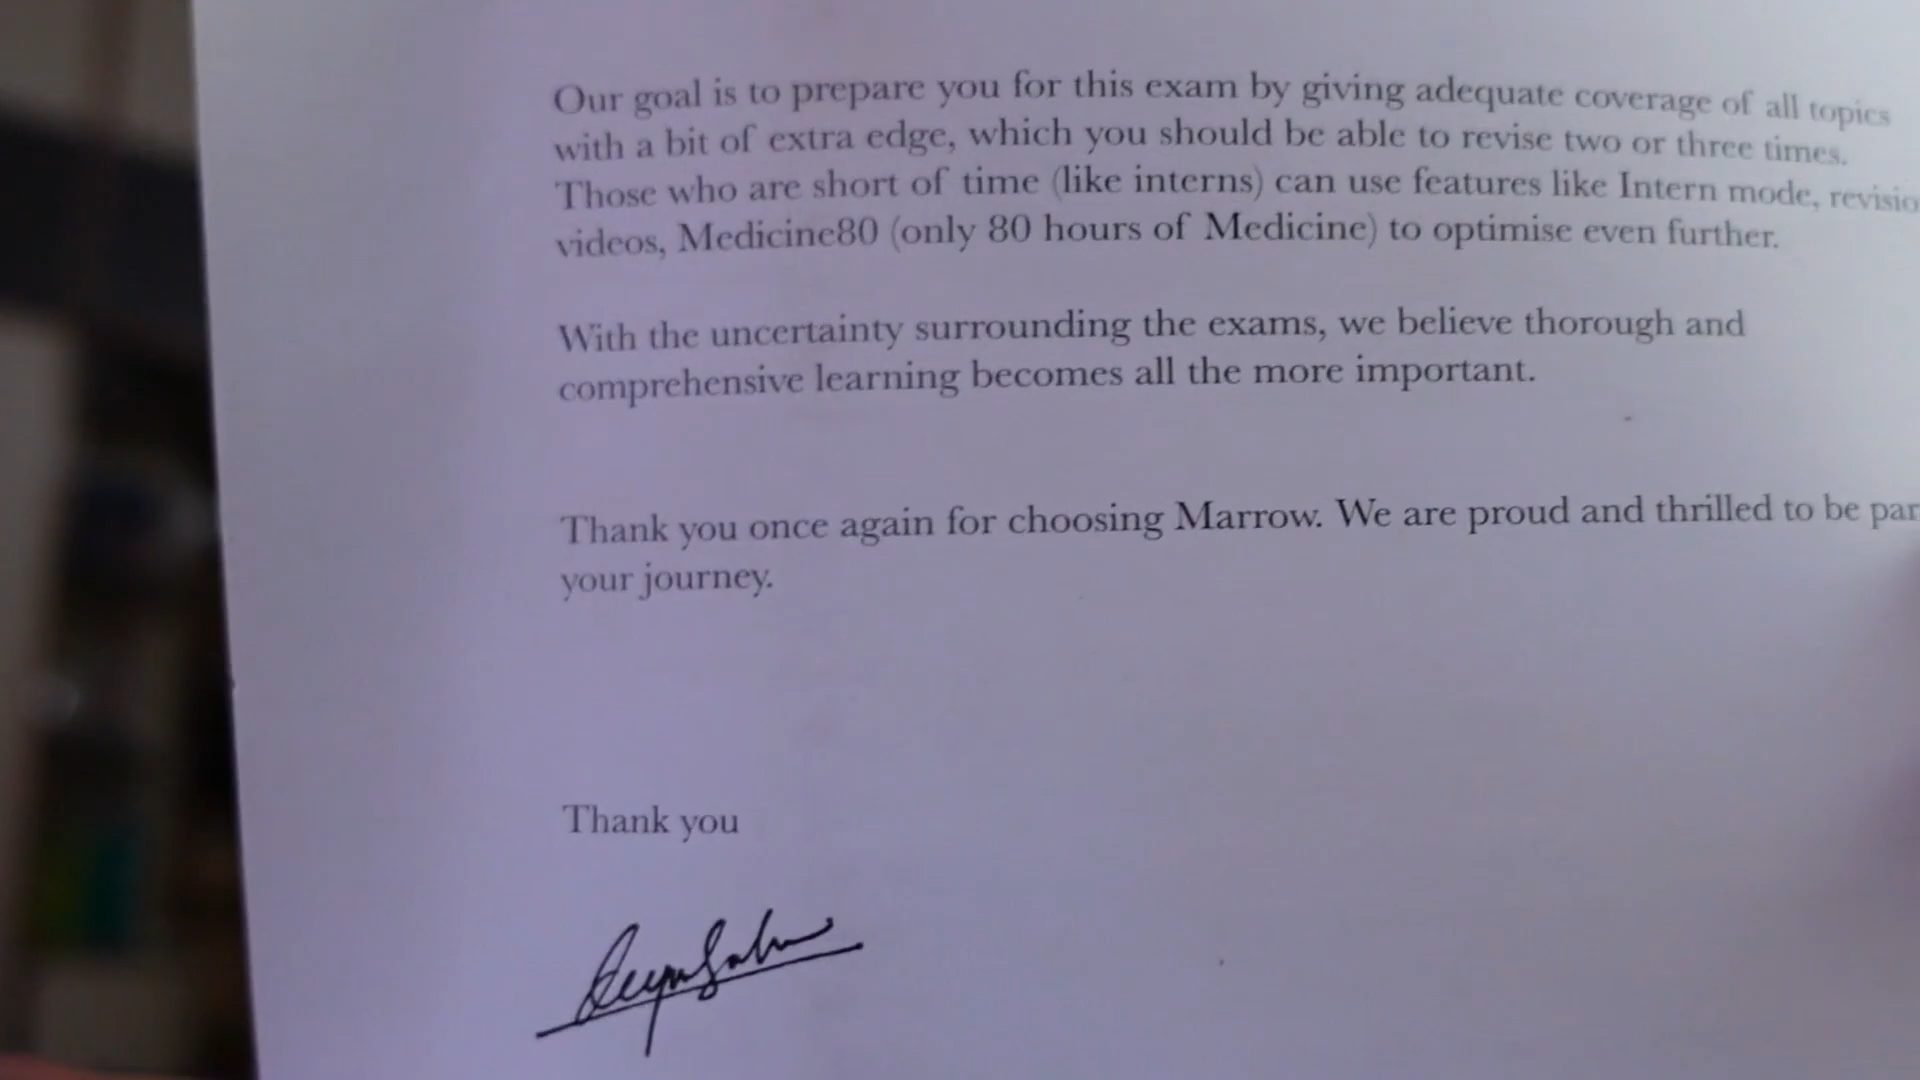 Our goal is to prepare you for this exam by giving adequate coverage of all topics
with a bit of extra edge, which you should be able to revise two or three times.
Those who are short of time (like interns) can use features like Intern mode, revisio
videos, Medicine80 (only 80 hours of Medicine) to optimise even further.
With the uncertainty surrounding the exams, we believe thorough and
comprehensive learning becomes all the more important.
Thank you once again for choosing Marrow. We are proud and thrilled to be par
your journey.
Thank you